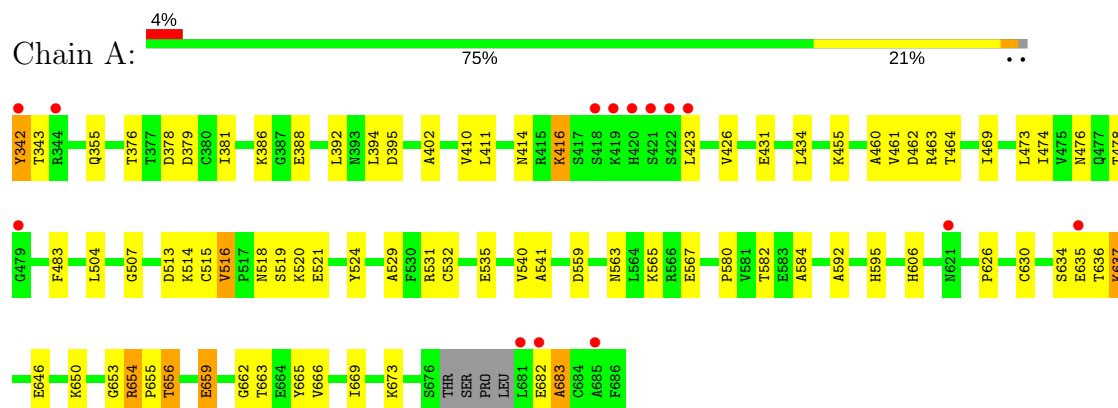 4%
Chain A:
75% 21% • •
Y342 T343 R344 Q355 T376 T377 D378 D379 C380 I381 K386 G387 E388 L392 N393 L394 D395 A402 V410 L411 N414 R415 K416 S417 S418 K419 H420 S421 S422 L423 V426 E431 L434 K455 A460 V461 D462 R463 T464 I469 L473 I474 V475 N476 Q477 T478
G479 F483 L504 G507 D513 K514 C515 V516 P517 N518 S519 K520 E521 Y524 A529 F530 R531 C532 E535 V540 A541 D559 N563 L564 K565 R566 E567 P580 V581 T582 E583 A584 A592 H595 H606 N621 P626 C630 S634 E635 T636 K637
E646 K650 G653 R654 P655 T656 E659 G662 T663 E664 Y665 V666 I669 K673 S676 THR SER PRO LEU L681 E682 A683 C684 A685 F686